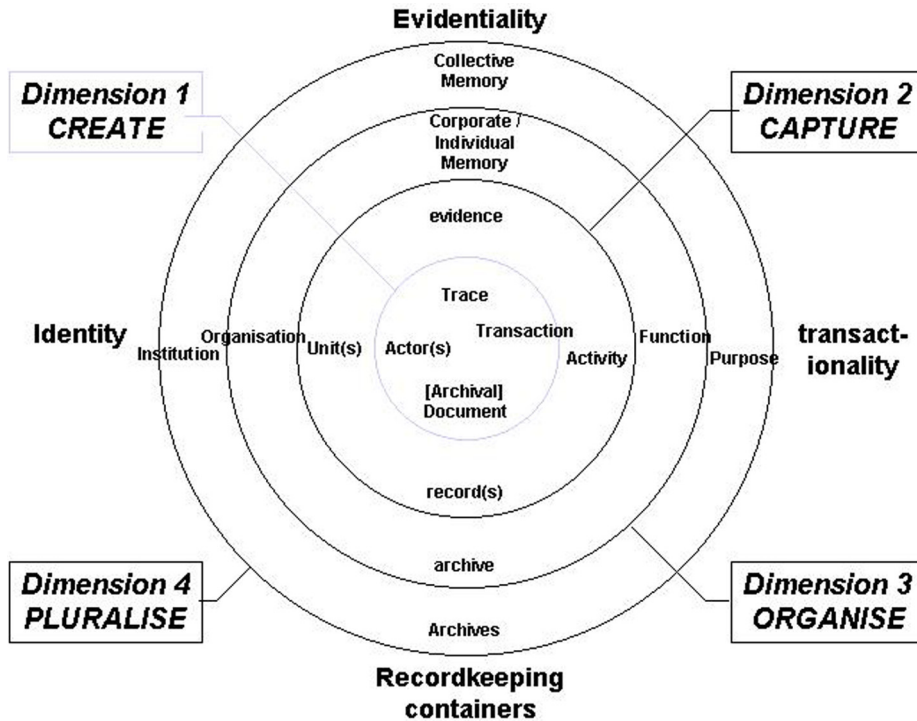 Evidentiality
Collective
Memory
Dimension 1
CREATE
Dimension 2
CAPTURE
Corporate /
Individual
Memory
evidence
Trace
Identity
Institution
Organisation
Unit(s)
Actor(s)
Transaction
Activity
Function
Purpose
transact-
ionality
[Archival]
Document
record(s)
archive
Dimension 4
PLURALISE
Dimension 3
ORGANISE
Archives
Recordkeeping
containers